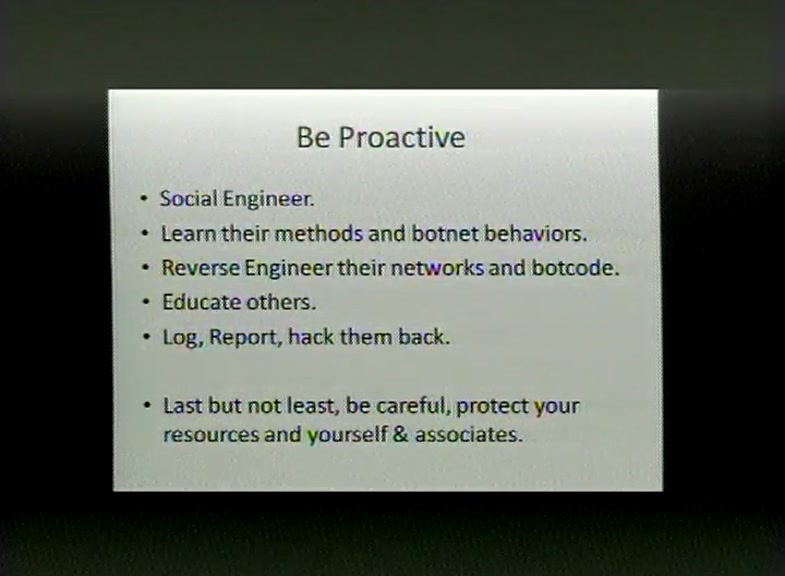 Be Proactive
• Social Engineer.
• Learn their methods and botnet behaviors.
• Reverse Engineer their networks and botcode.
• Educate others.
• Log, Report, hack them back.
• Last but not least, be careful, protect your
resources and yourself & associates.